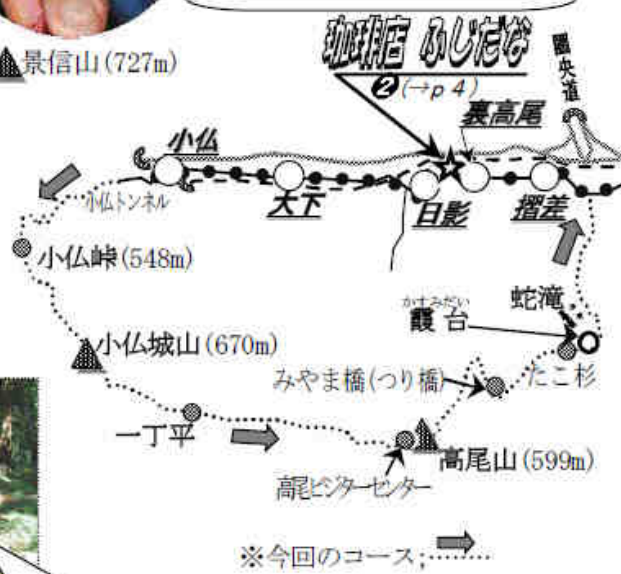 景信山(727m)
珈琲店 ふじだな
❷(→p 4)
圏央道
裏高尾
小仏
小仏トンネル
大下
日影
摺差
小仏峠(548m)
かすみだい
霞台
蛇滝
小仏城山(670m)
みやま橋(つり橋)
たこ杉
一丁平
高尾山(599m)
高尾ビジターセンター
※今回のコース;